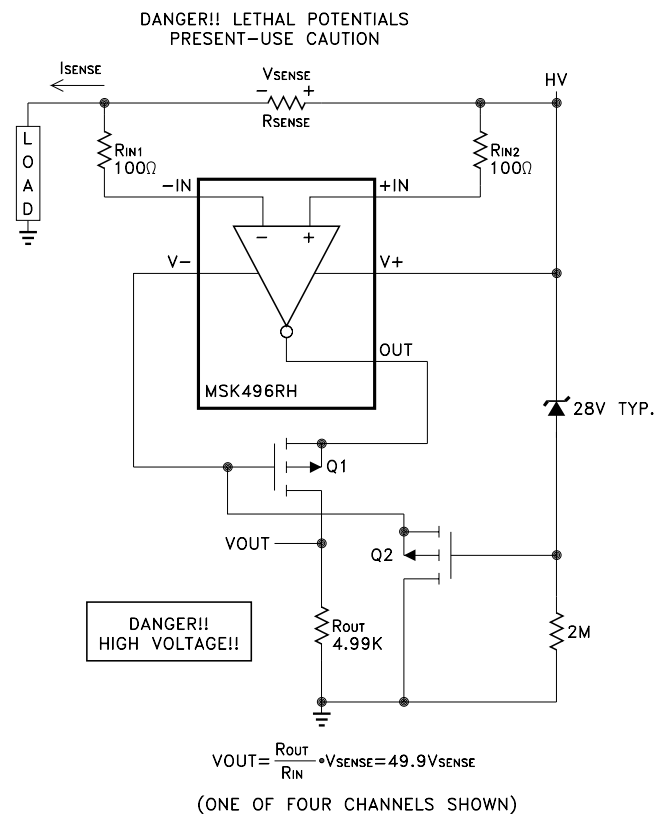 DANGER!! LETHAL POTENTIALS
PRESENT-USE CAUTION
ISENSE
VSENSE
HV
- +
RSENSE
LOAD
RIN1
100Ω
RIN2
100Ω
-IN
+IN
- +
V-
V+
OUT
MSK496RH
28V TYP.
Q1
VOUT
Q2
DANGER!!
HIGH VOLTAGE!!
ROUT
4.99K
2M
VOUT=ROUT/RIN•VSENSE=49.9VSENSE
(ONE OF FOUR CHANNELS SHOWN)